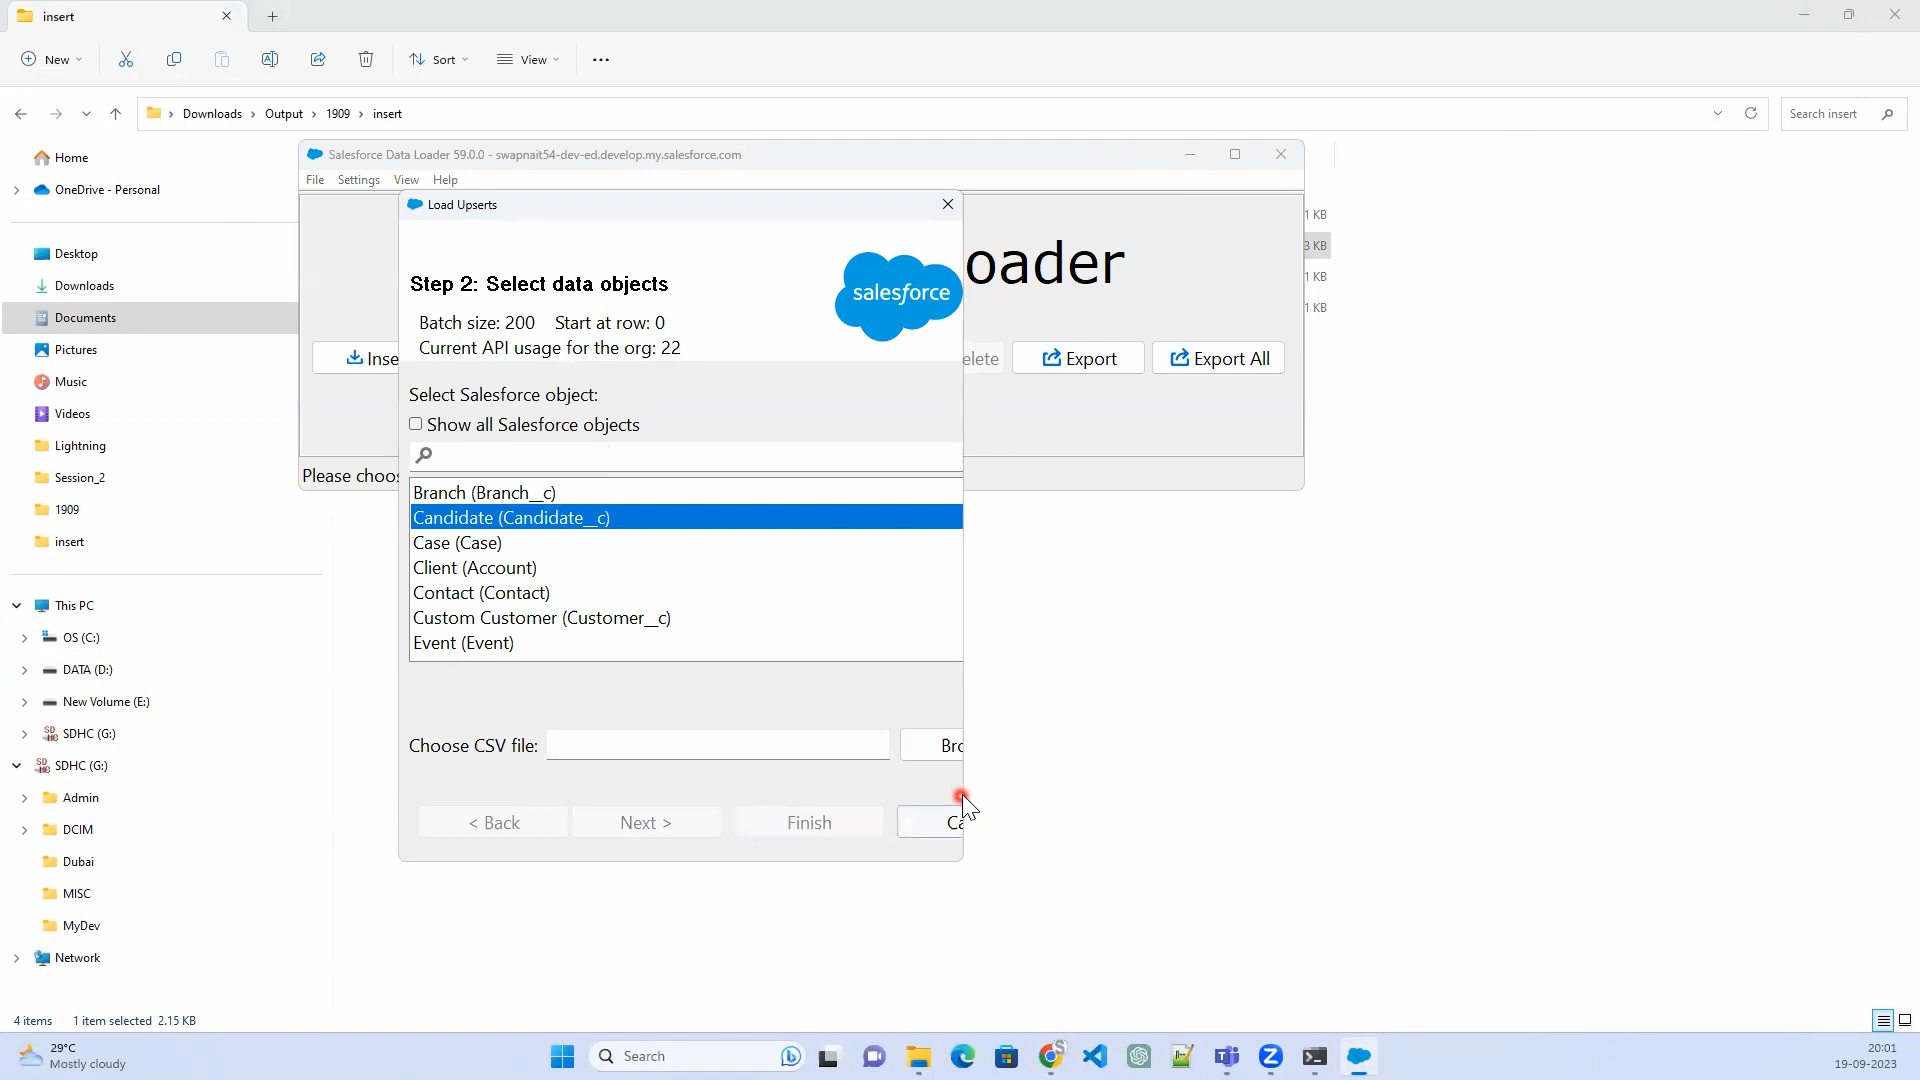 insert
New
Sort
View
Downloads
Output
1909
insert
Search insert
Home
OneDrive - Personal
Desktop
Downloads
Documents
Pictures
Music
Videos
Lightning
Session_2
1909
insert
This PC
OS (C:)
DATA (D:)
New Volume (E:)
SDHC (G:)
SDHC (G:)
Admin
DCIM
Dubai
MISC
MyDev
Network
Salesforce Data Loader 59.0.0 - swapnait54-dev-ed.develop.my.salesforce.com
File Settings View Help
oader
Inse
elete
Export
Export All
Please choos
1 KB
3 KB
1 KB
1 KB
Load Upserts
Step 2: Select data objects
salesforce
Batch size: 200 Start at row: 0
Current API usage for the org: 22
Select Salesforce object:
Show all Salesforce objects
Branch (Branch__c)
Candidate (Candidate__c)
Case (Case)
Client (Account)
Contact (Contact)
Custom Customer (Customer__c)
Event (Event)
Choose CSV file:
Bro
< Back
Next >
Finish
Ca
4 items 1 item selected 2.15 KB
29°C
Mostly cloudy
Search
20:01
19-09-2023